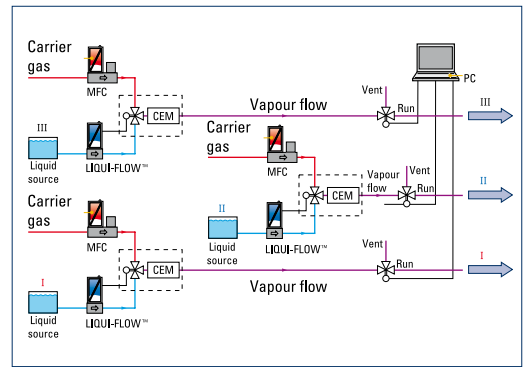 Carrier
gas
MFC
PC
Vent
CEM
Vapour flow
Run
III
III
Carrier
gas
Liquid
source
LIQUI-FLOW™
MFC
Vapour
flow
Vent
CEM
Run
II
II
Carrier
gas
MFC
Liquid
source
LIQUI-FLOW™
Vent
CEM
Run
I
Vapour flow
I
Liquid
source
LIQUI-FLOW™